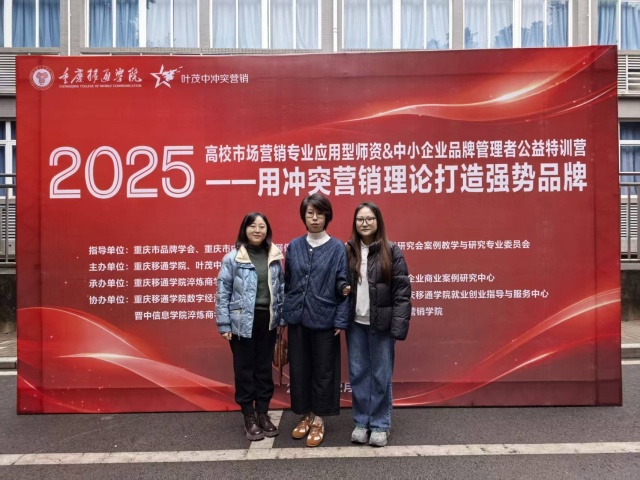 重庆移通学院
CHONGQING COLLEGE OF MOBILE COMMUNICATION
叶茂中冲突营销
2025
高校市场营销专业应用型师资&中小企业品牌管理者公益特训营
——用冲突营销理论打造强势品牌
指导单位：重庆市品牌学会、重庆市 研究会案例教学与研究专业委员会
主办单位：重庆移通学院、叶茂中
承办单位：重庆移通学院淬炼商 企业商业案例研究中心
协办单位：重庆移通学院数字经济 重庆移通学院就业创业指导与服务中心
晋中信息学院淬炼商 营销学院